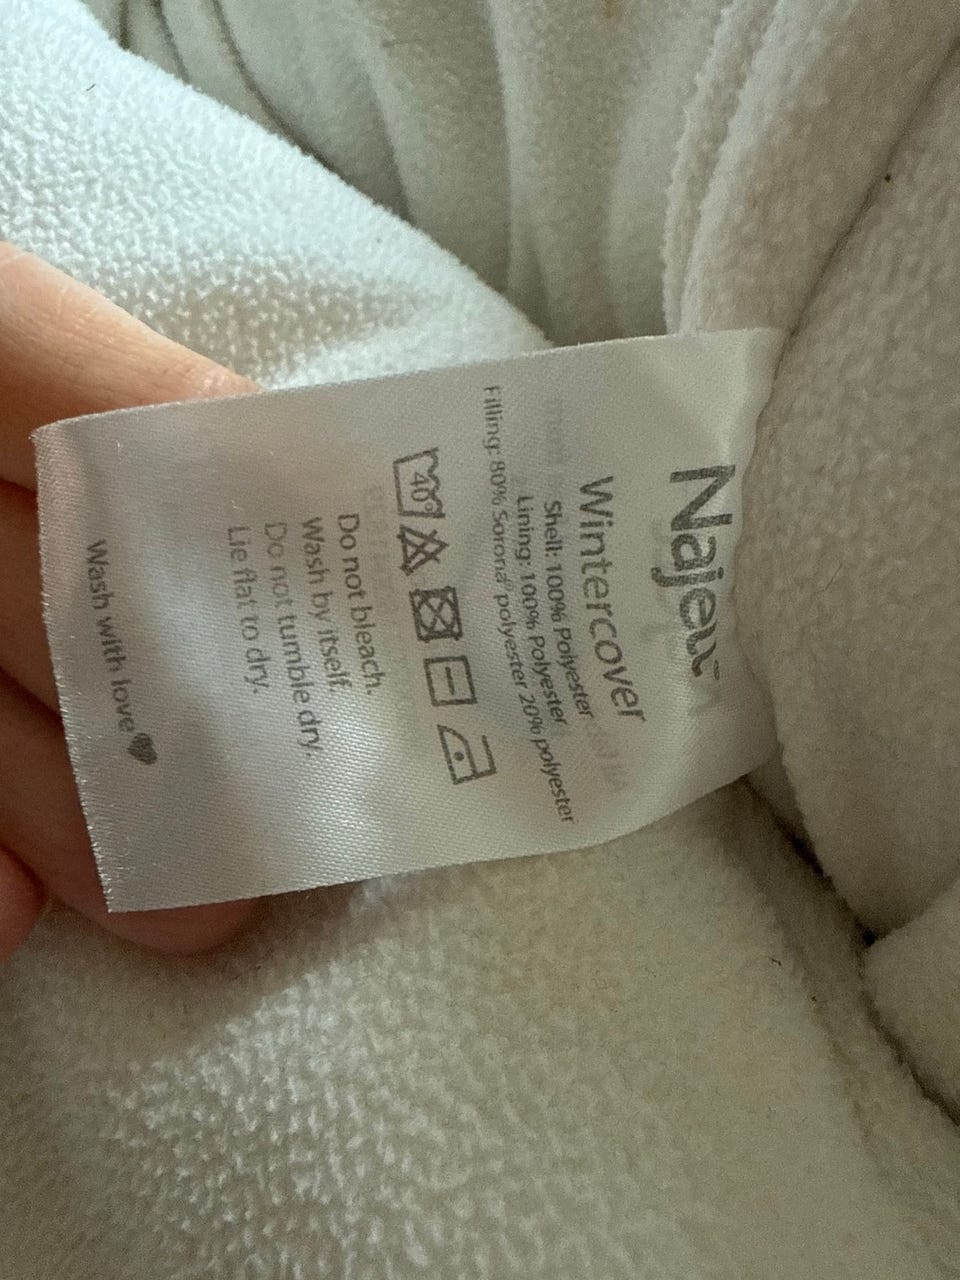 Najell
Wintercover
Shell: 100% Polyester
Lining: 100% Polyester
Filling: 80% Sorona® polyester 20% polyester
40°
Do not bleach.
Wash by itself.
Do not tumble dry.
Lie flat to dry.
Wash with love